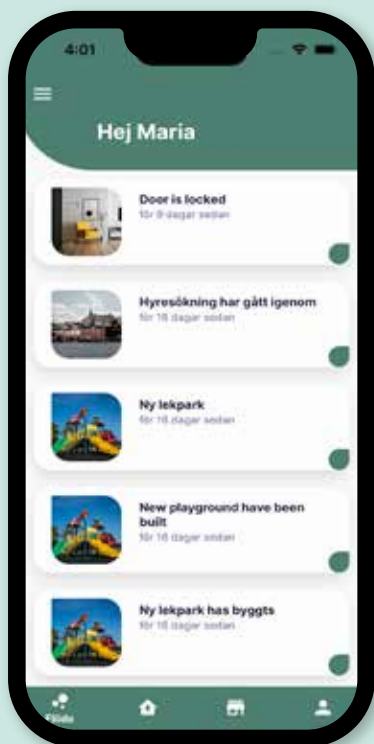 4:01
Hej Maria
Door is locked
för 9 dagar sedan
Hyresökning har gått igenom
för 16 dagar sedan
Ny lekpark
för 16 dagar sedan
New playground have been
built
för 16 dagar sedan
Ny lekpark has byggts
för 16 dagar sedan